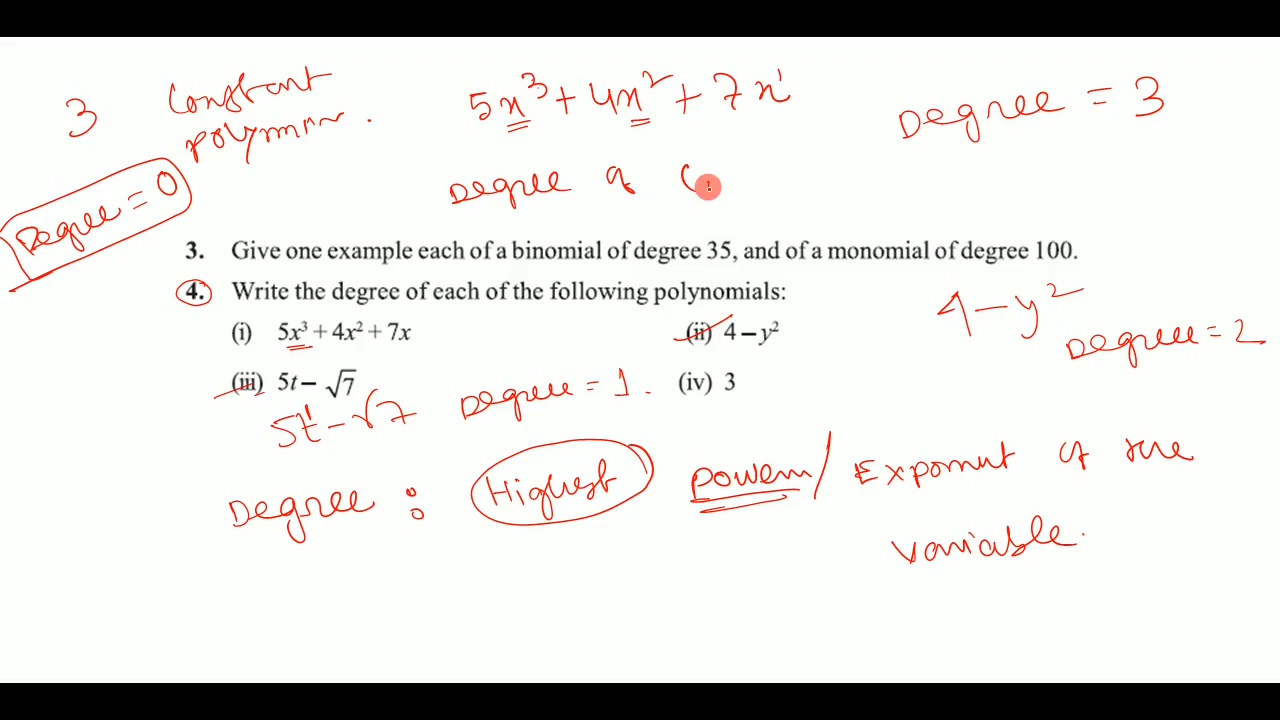 3 Constant 5x³ + 4x² + 7x¹ Degree = 3
polynom .
Degree = 0
Degree of
3. Give one example each of a binomial of degree 35, and of a monomial of degree 100.
4. Write the degree of each of the following polynomials:
(i) 5x³ + 4x² + 7x (ii) 4 – y²
4 - y²
Degree = 2
(iii) 5t – √7 (iv) 3
5t¹ - √7 Degree = 1.
Degree : Highest power / Exponent of the
variable.